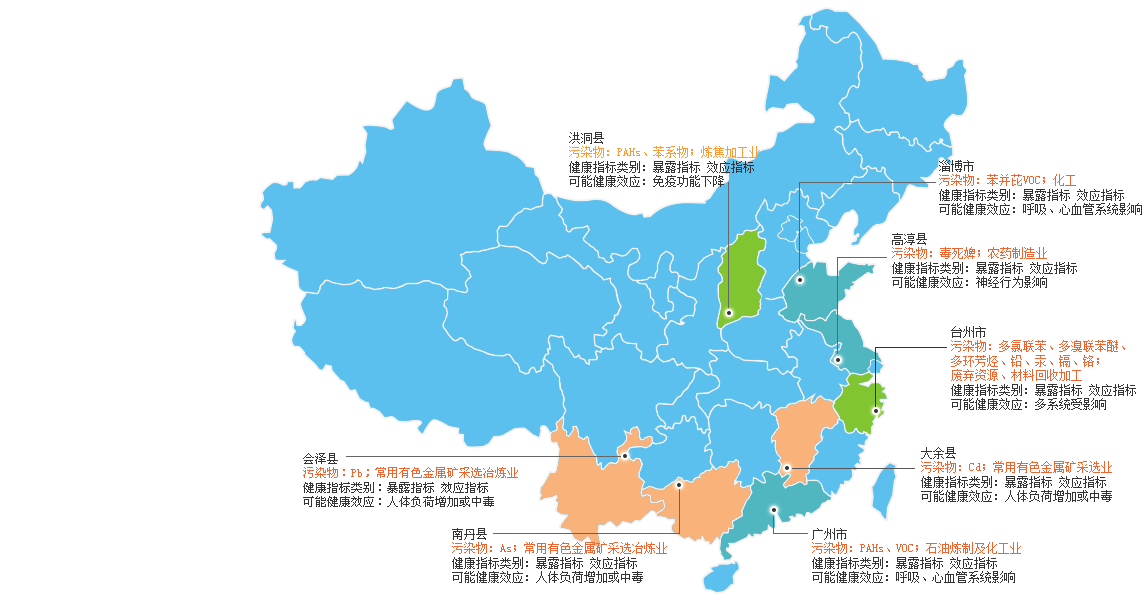 洪洞县
污染物：PAHs、苯系物；炼焦加工业
健康指标类别：暴露指标 效应指标
可能健康效应：免疫功能下降
淄博市
污染物：苯并芘VOC；化工
健康指标类别：暴露指标 效应指标
可能健康效应：呼吸、心血管系统影响
高淳县
污染物：毒死婢；农药制造业
健康指标类别：暴露指标 效应指标
可能健康效应：神经行为影响
台州市
污染物：多氯联苯、多溴联苯醚、
多环芳烃、铅、汞、镉、铬；
废弃资源、材料回收加工
健康指标类别：暴露指标 效应指标
可能健康效应：多系统受影响
会泽县
污染物：Pb；常用有色金属矿采选冶炼业
健康指标类别：暴露指标 效应指标
可能健康效应：人体负荷增加或中毒
大余县
污染物：Cd；常用有色金属矿采选业
健康指标类别：暴露指标 效应指标
可能健康效应：人体负荷增加或中毒
南丹县
污染物：As；常用有色金属矿采选冶炼业
健康指标类别：暴露指标 效应指标
可能健康效应：人体负荷增加或中毒
广州市
污染物：PAHs、VOC；石油炼制及化工业
健康指标类别：暴露指标 效应指标
可能健康效应：呼吸、心血管系统影响